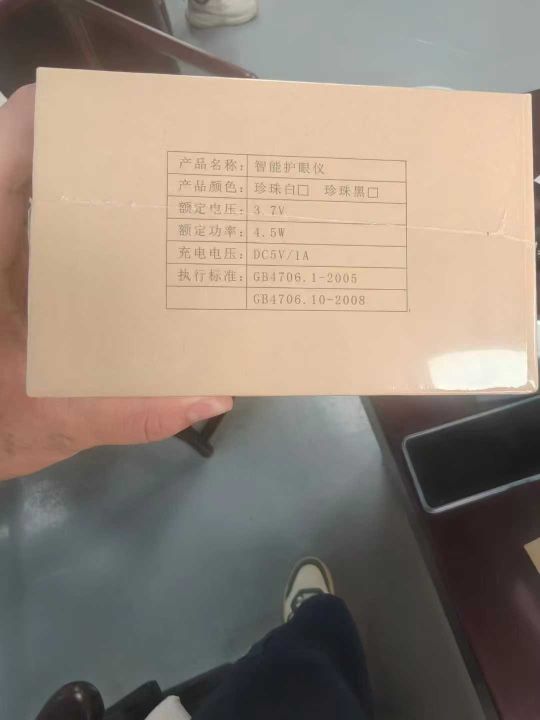 产品名称: 智能护眼仪
产品颜色: 珍珠白□ 珍珠黑□
额定电压: 3.7V
额定功率: 4.5W
充电电压: DC5V/1A
执行标准: GB4706.1-2005
GB4706.10-2008